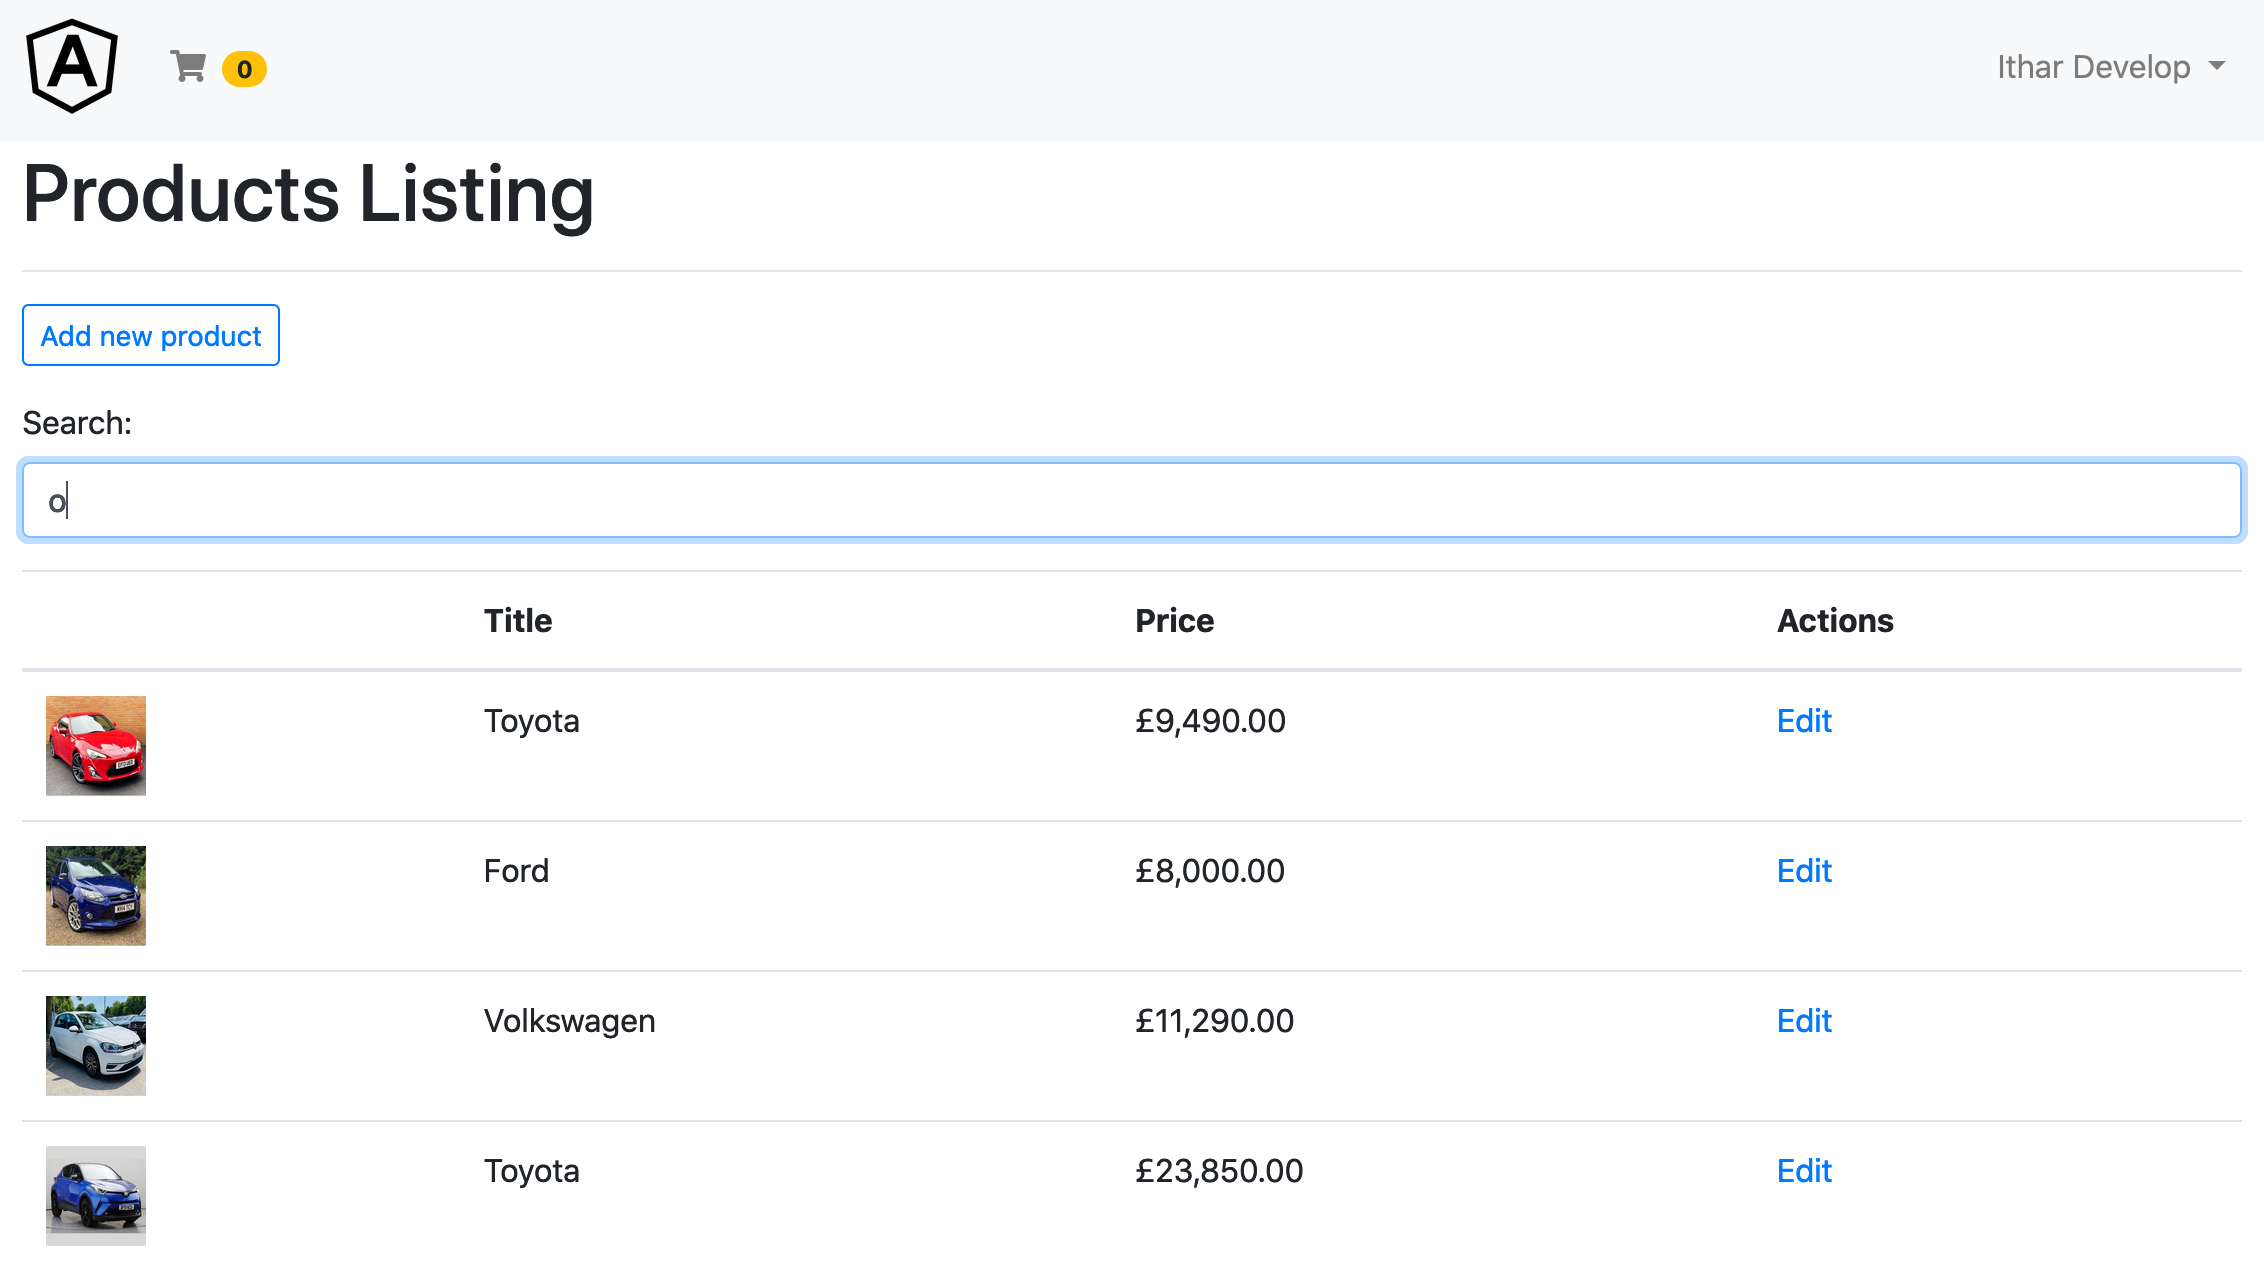 A
0
Ithar Develop
Products Listing
Add new product
Search:
o
Title Price Actions
Toyota £9,490.00 Edit
Ford £8,000.00 Edit
Volkswagen £11,290.00 Edit
Toyota £23,850.00 Edit